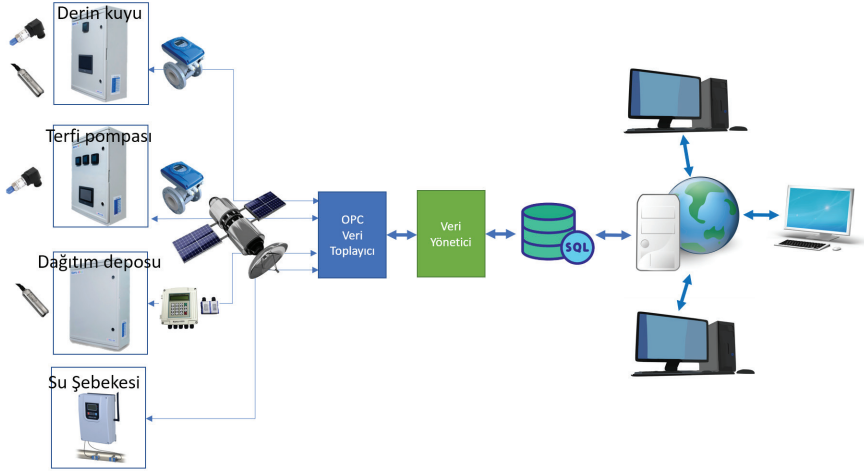 Derin kuyu
Terfi pompası
Dağıtım deposu
Su Şebekesi
OPC
Veri
Toplayıcı
Veri
Yönetici
SQL